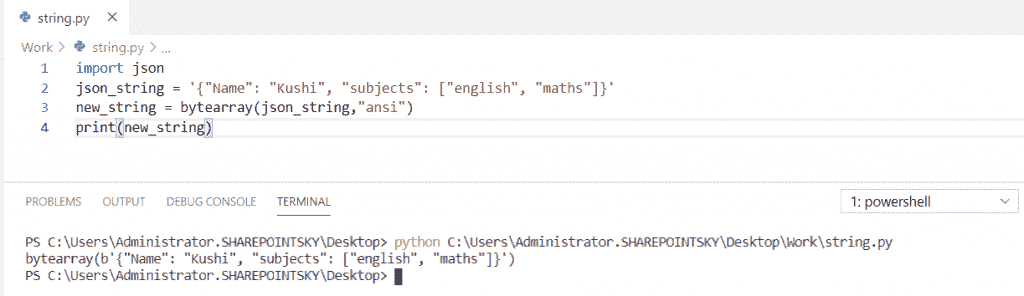 string.py
Work > string.py > ...
1 import json
2 json_string = '{"Name": "Kushi", "subjects": ["english", "maths"]}'
3 new_string = bytearray(json_string,"ansi")
4 print(new_string)
PROBLEMS OUTPUT DEBUG CONSOLE TERMINAL 1: powershell
PS C:\Users\Administrator.SHAREPOINTSKY\Desktop> python C:\Users\Administrator.SHAREPOINTSKY\Desktop\Work\string.py
bytearray(b'{"Name": "Kushi", "subjects": ["english", "maths"]}')
PS C:\Users\Administrator.SHAREPOINTSKY\Desktop>